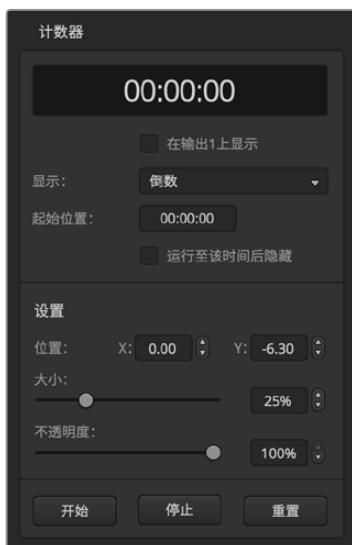 计数器
00:00:00
在输出1上显示
显示: 倒数
起始位置: 00:00:00
运行至该时间后隐藏
设置
位置: X: 0.00 Y: -6.30
大小:
25%
不透明度:
100%
开始 停止 重置